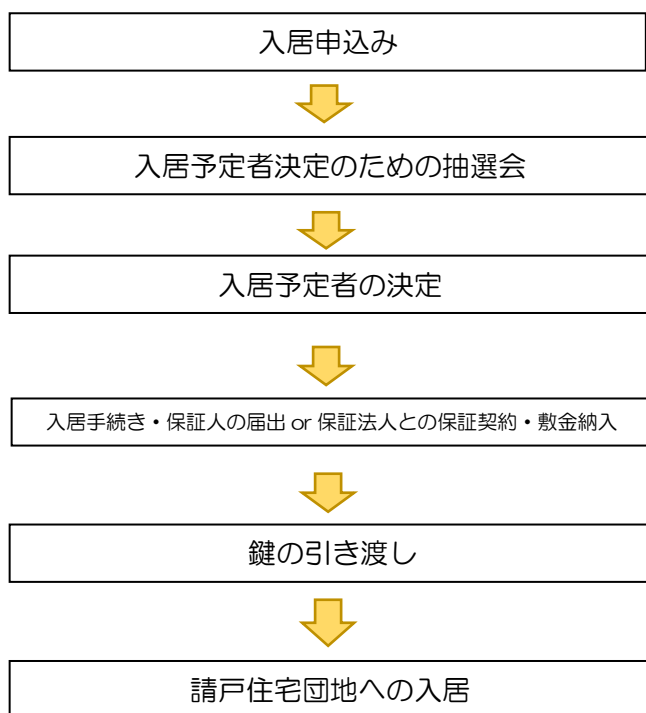 入居申込み
入居予定者決定のための抽選会
入居予定者の決定
入居手続き・保証人の届出 or 保証法人との保証契約・敷金納入
鍵の引き渡し
請戸住宅団地への入居